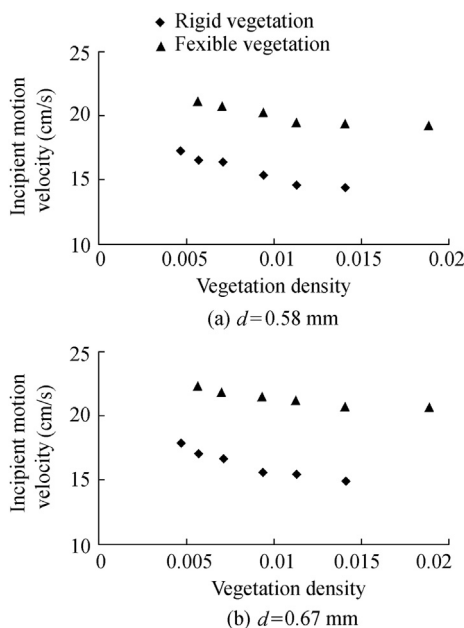 Rigid vegetation
Fexible vegetation
Incipient motion
velocity (cm/s)
25
20
15
10
0
0.005
0.01
0.015
0.02
Vegetation density
(a) d=0.58 mm
Incipient motion
velocity (cm/s)
25
20
15
10
0
0.005
0.01
0.015
0.02
Vegetation density
(b) d=0.67 mm